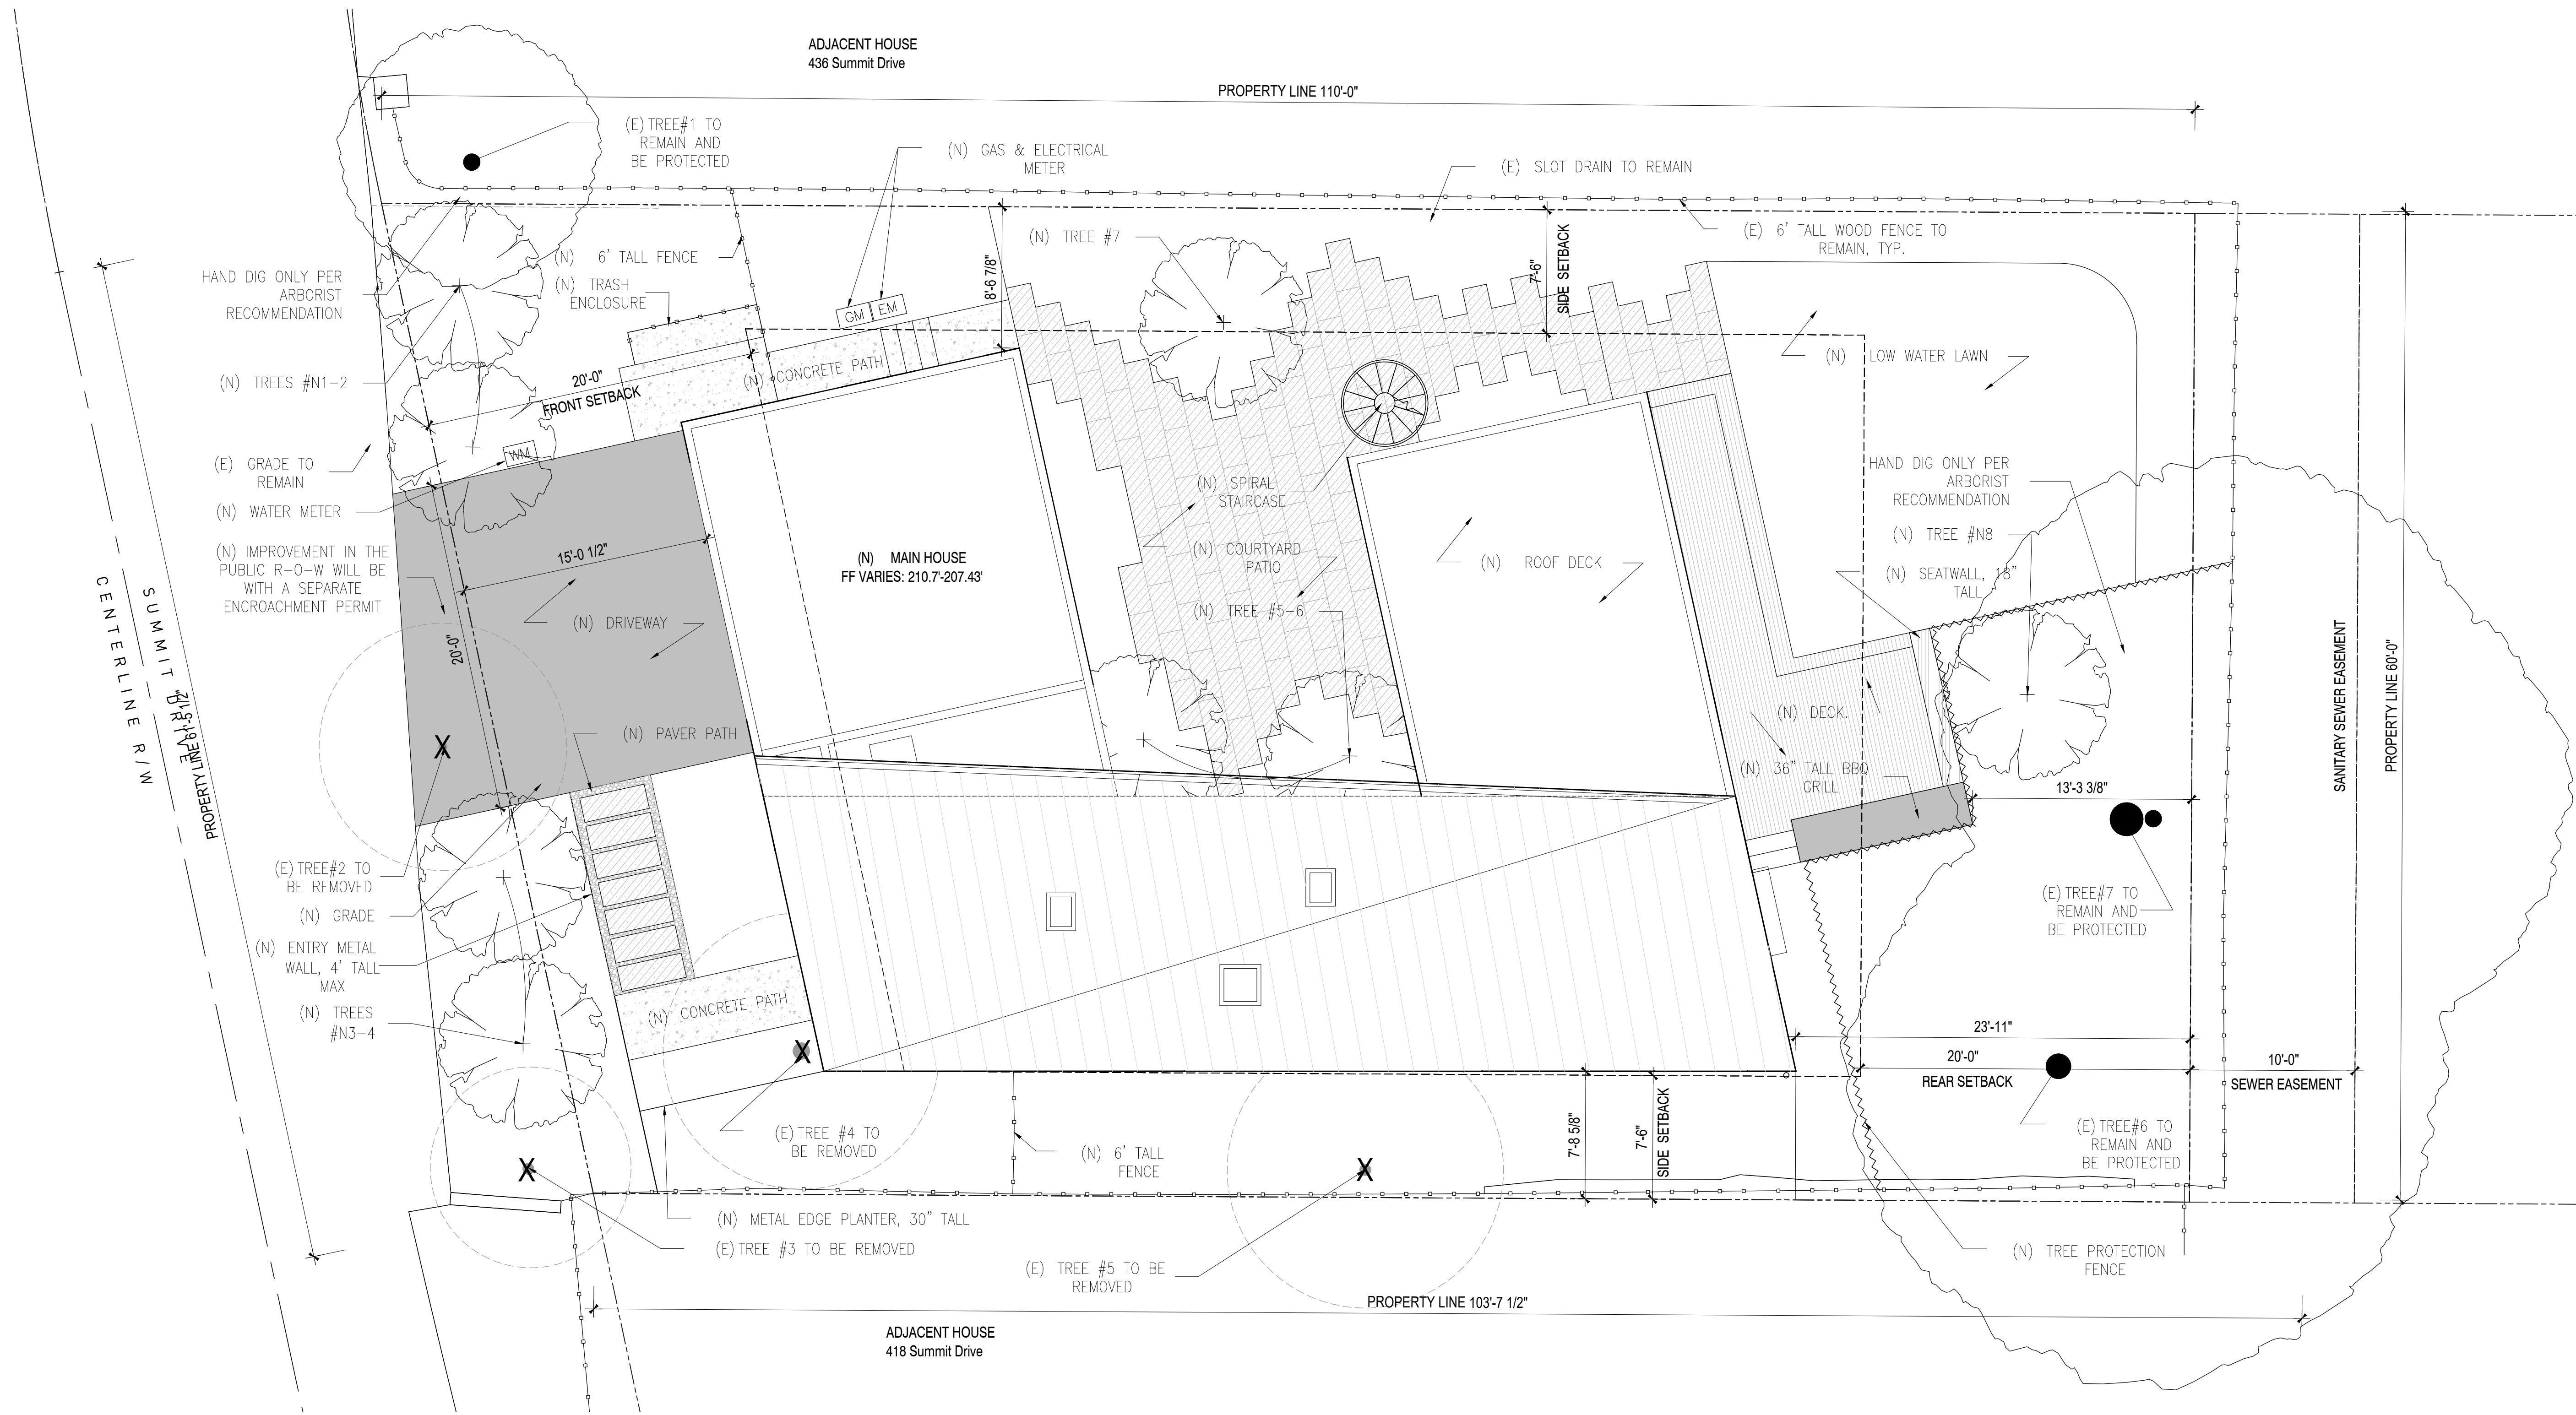 ADJACENT HOUSE
436 Summit Drive
PROPERTY LINE 110'-0"
(E) TREE#1 TO
REMAIN AND
BE PROTECTED
(N) GAS & ELECTRICAL
METER
(E) SLOT DRAIN TO REMAIN
(N) 6' TALL FENCE
(N) TRASH
ENCLOSURE
(N) TREE #7
(E) 6' TALL WOOD FENCE TO
REMAIN, TYP.
8'-6 7/8"
7'-6"
SIDE SETBACK
HAND DIG ONLY PER
ARBORIST
RECOMMENDATION
GM
EM
(N) TREES #N1-2
20'-0"
FRONT SETBACK
(N) CONCRETE PATH
(N) LOW WATER LAWN
(E) GRADE TO
REMAIN
WM
(N) WATER METER
(N) SPIRAL
STAIRCASE
HAND DIG ONLY PER
ARBORIST
RECOMMENDATION
(N) IMPROVEMENT IN THE
PUBLIC R-O-W WILL BE
WITH A SEPARATE
ENCROACHMENT PERMIT
15'-0 1/2"
(N) MAIN HOUSE
FF VARIES: 210.7'-207.43'
(N) COURTYARD
PATIO
(N) ROOF DECK
(N) TREE #N8
(N) SEATWALL, 18"
TALL
(N) TREE #5-6
(N) DRIVEWAY
20'-0"
SUMMIT DRIVE
CENTERLINE R/W
PROPERTY LINE 61'-5 1/2"
SANITARY SEWER EASEMENT
PROPERTY LINE 60'-0"
(N) PAVER PATH
(N) DECK.
(N) 36" TALL BBQ
GRILL
13'-3 3/8"
(E) TREE#2 TO
BE REMOVED
(N) GRADE
(N) ENTRY METAL
WALL, 4' TALL
MAX
(N) TREES
#N3-4
(N) CONCRETE PATH
(E) TREE#7 TO
REMAIN AND
BE PROTECTED
23'-11"
20'-0"
REAR SETBACK
10'-0"
SEWER EASEMENT
(E) TREE #4 TO
BE REMOVED
(N) 6' TALL
FENCE
7'-8 5/8"
7'-6"
SIDE SETBACK
(E) TREE#6 TO
REMAIN AND
BE PROTECTED
(N) METAL EDGE PLANTER, 30" TALL
(E) TREE #3 TO BE REMOVED
(E) TREE #5 TO BE
REMOVED
(N) TREE PROTECTION
FENCE
PROPERTY LINE 103'-7 1/2"
ADJACENT HOUSE
418 Summit Drive